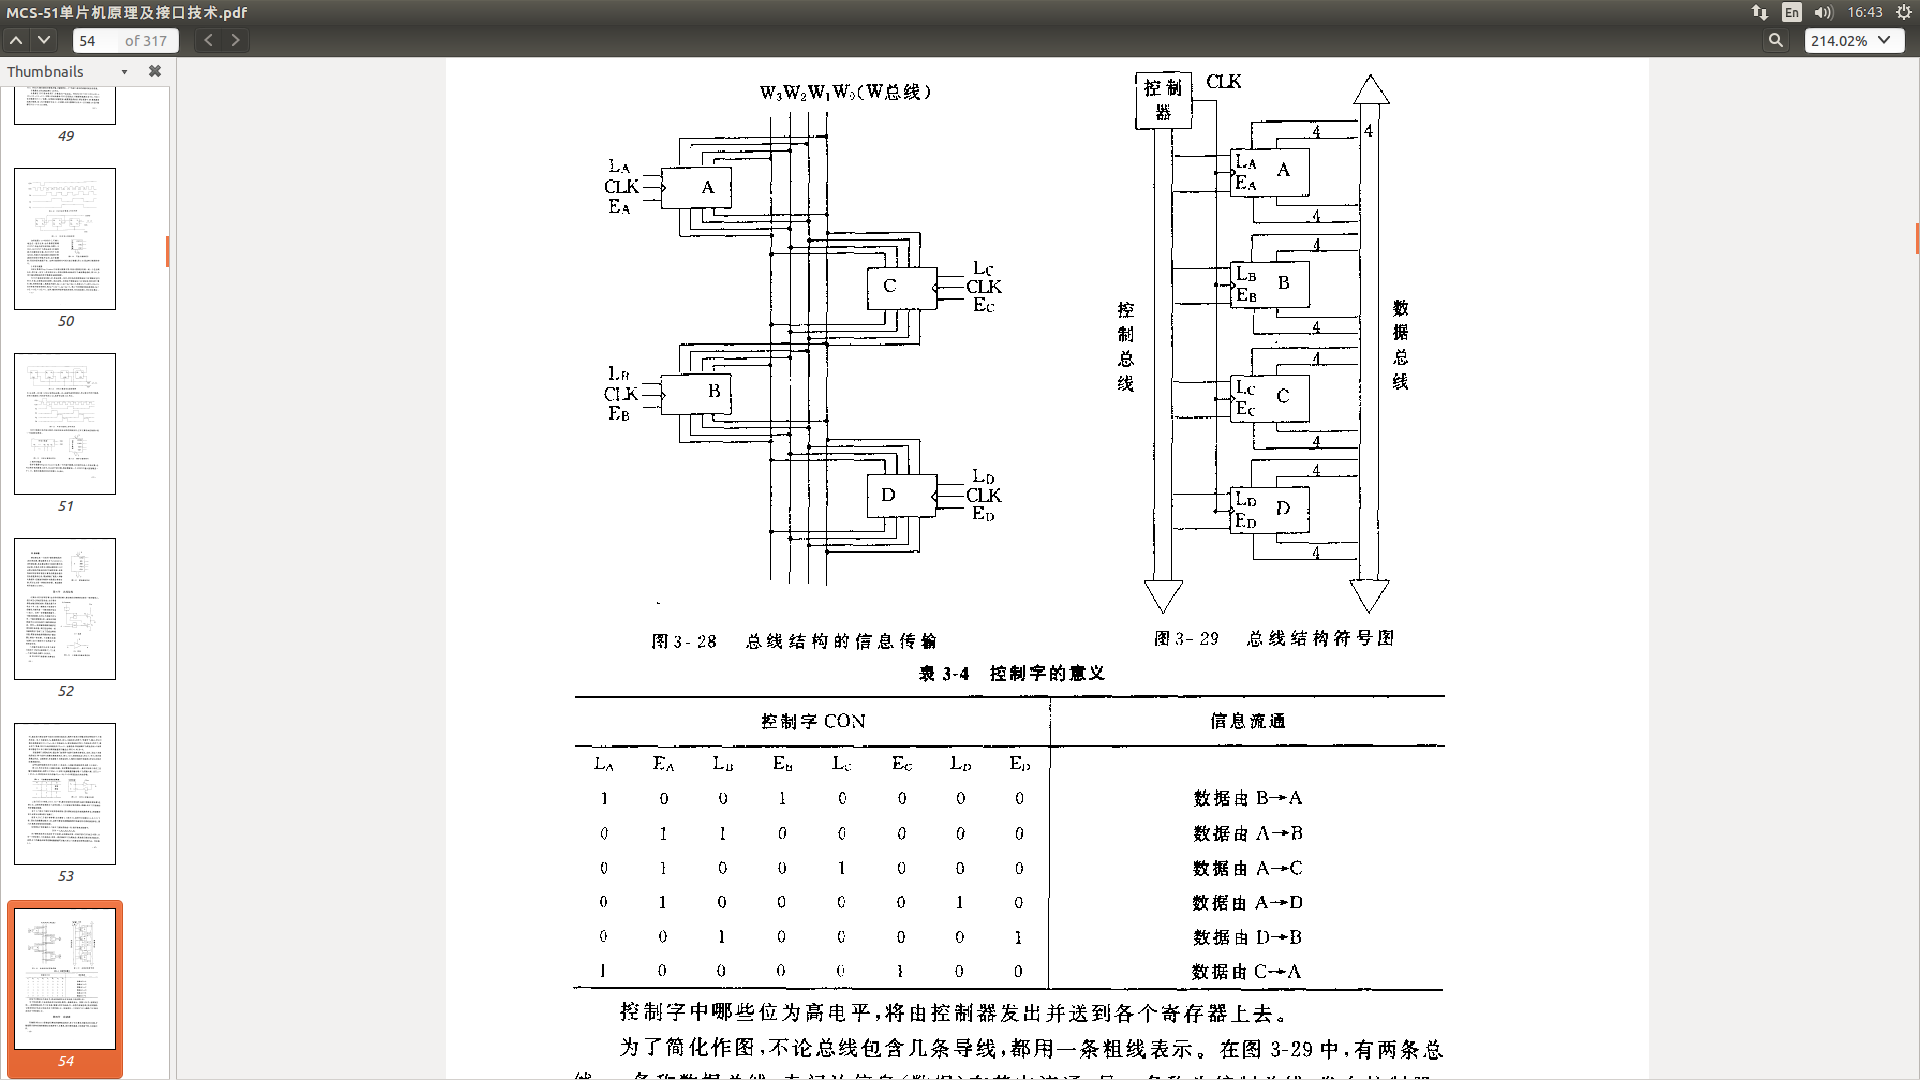 MCS-51单片机原理及接口技术.pdf
En
16:43
54 of 317
214.02%
Thumbnails
49
50
51
52
53
54
W3W2W1W0(W总线)
LA
CLK
EA
A
C
LC
CLK
EC
LB
CLK
EB
B
D
LD
CLK
ED
图3-28 总线结构的信息传输
控制
器
CLK
4
4
LA
EA
A
4
4
LB
EB
B
4
4
LC
EC
C
4
4
LD
ED
D
4
控制总线
数据总线
图3-29 总线结构符号图
表 3-4 控制字的意义
控制字 CON 信息流通
LA EA LB EB LC EC LD ED
1 0 0 1 0 0 0 0 数据由 B→A
0 1 1 0 0 0 0 0 数据由 A→B
0 1 0 0 1 0 0 0 数据由 A→C
0 1 0 0 0 0 1 0 数据由 A→D
0 0 1 0 0 0 0 1 数据由 D→B
1 0 0 0 0 1 0 0 数据由 C→A
控制字中哪些位为高电平,将由控制器发出并送到各个寄存器上去。
为了简化作图,不论总线包含几条导线,都用一条粗线表示。在图 3-29 中,有两条总